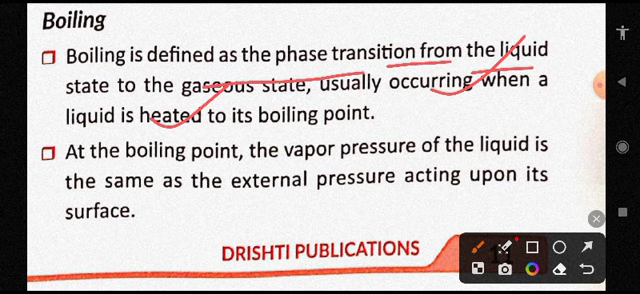 Boiling
Boiling is defined as the phase transition from the liquid
state to the gaseous state, usually occurring when a
liquid is heated to its boiling point.
At the boiling point, the vapor pressure of the liquid is
the same as the external pressure acting upon its
surface.
DRISHTI PUBLICATIONS